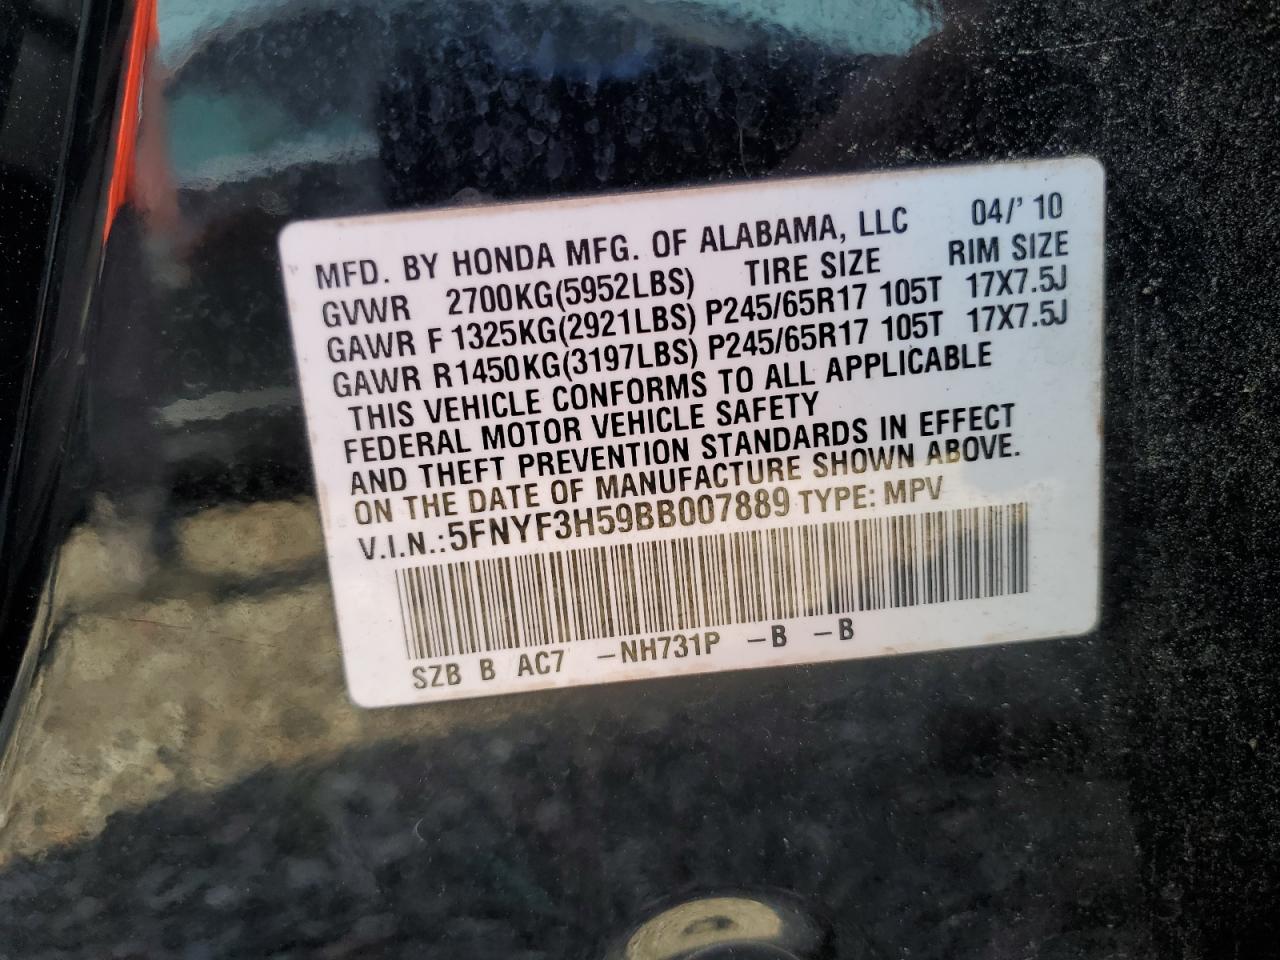 MFD. BY HONDA MFG. OF ALABAMA, LLC 04/' 10
GVWR 2700KG(5952LBS) TIRE SIZE RIM SIZE
GAWR F 1325KG(2921LBS) P245/65R17 105T 17X7.5J
GAWR R1450KG(3197LBS) P245/65R17 105T 17X7.5J
THIS VEHICLE CONFORMS TO ALL APPLICABLE
FEDERAL MOTOR VEHICLE SAFETY
AND THEFT PREVENTION STANDARDS IN EFFECT
ON THE DATE OF MANUFACTURE SHOWN ABOVE.
V.I.N.:5FNYF3H59BB007889 TYPE: MPV
SZB B AC7 -NH731P -B -B